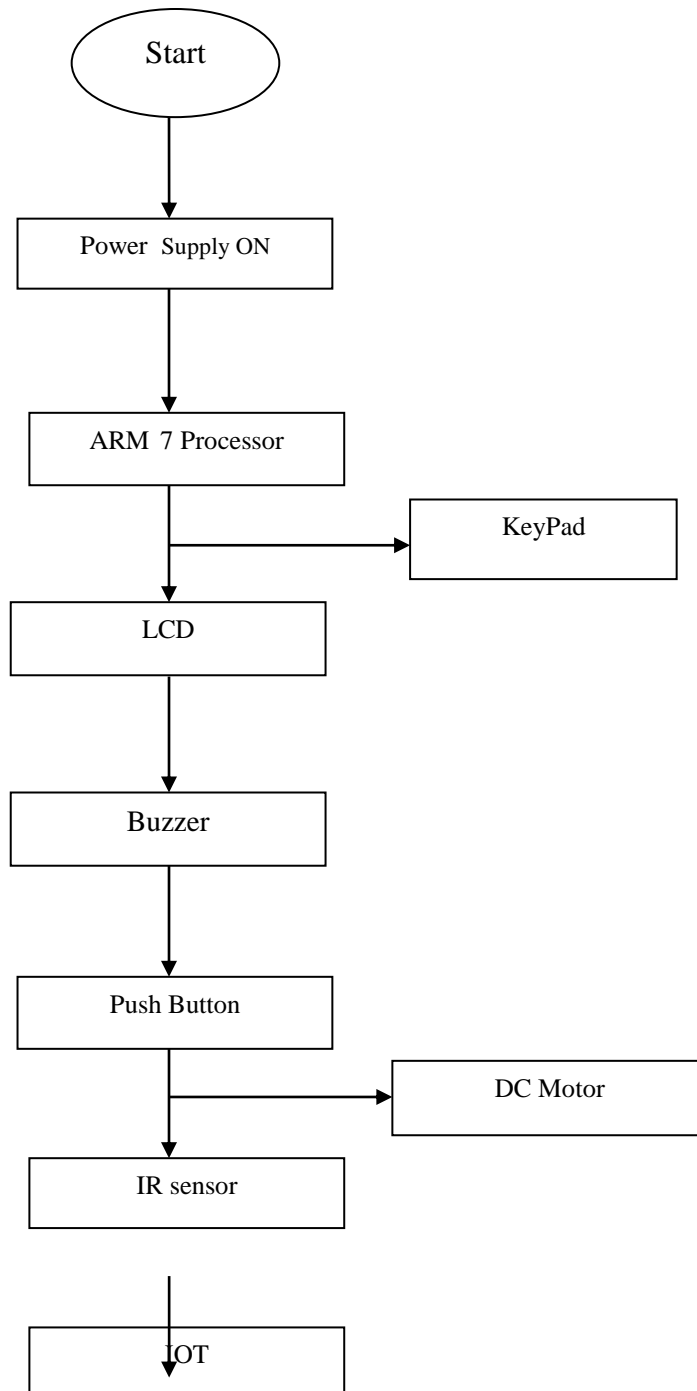 Start
Power Supply ON
ARM 7 Processor
KeyPad
LCD
Buzzer
Push Button
DC Motor
IR sensor
IOT